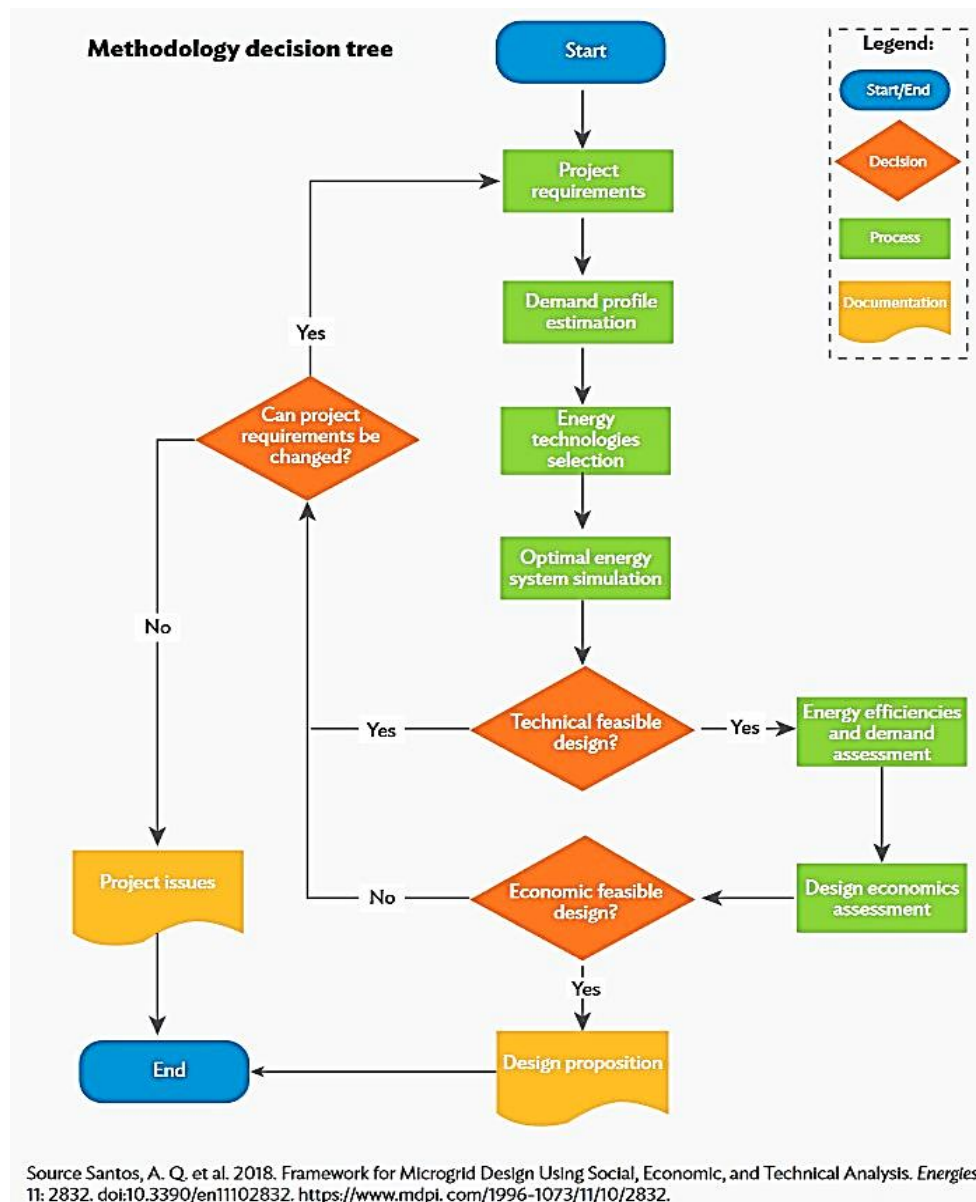 Methodology decision tree
Start
Legend:
Start/End
Decision
Process
Documentation
Project
requirements
Demand profile
estimation
Energy
technologies
selection
Optimal energy
system simulation
Yes
Can project
requirements be
changed?
No
Technical feasible
design?
Yes
Yes
Energy efficiencies
and demand
assessment
Design economics
assessment
Economic feasible
design?
No
Yes
Project issues
Design proposition
End
Source Santos, A. Q. et al. 2018. Framework for Microgrid Design Using Social, Economic, and Technical Analysis. Energies
11: 2832. doi:10.3390/en11102832. https://www.mdpi. com/1996-1073/11/10/2832.